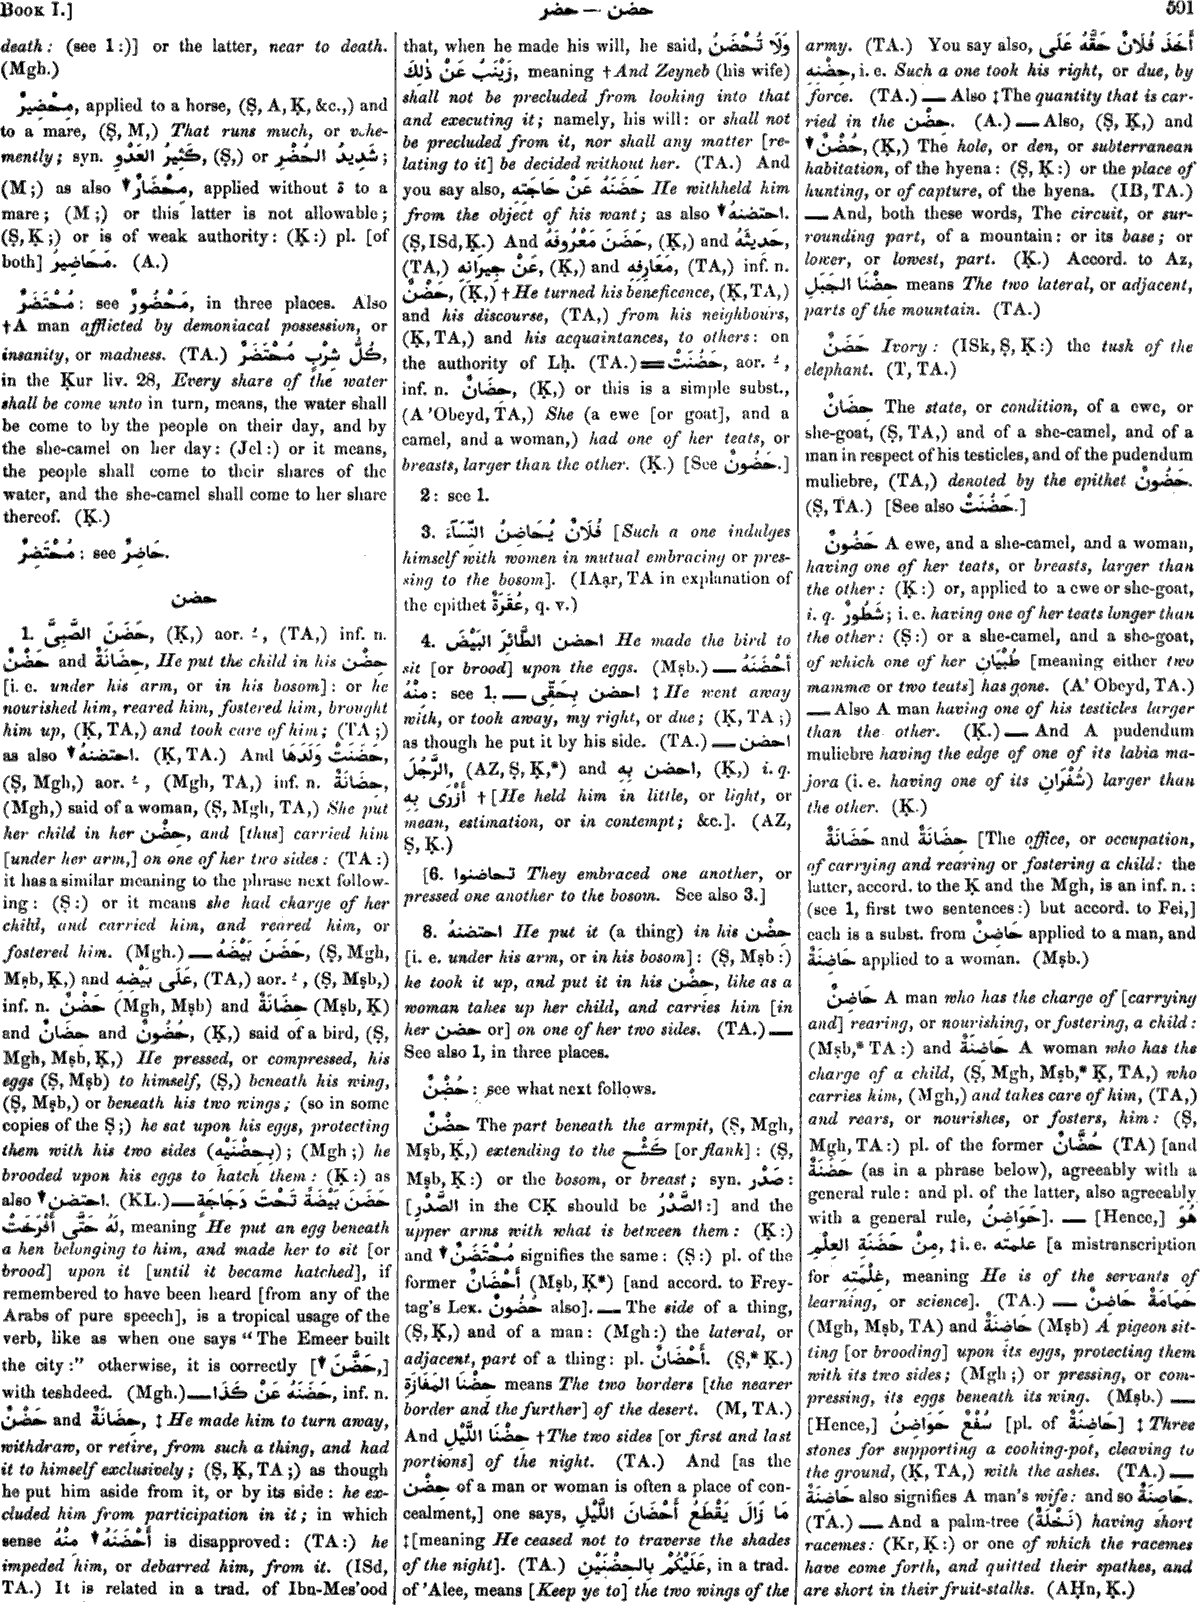 BOOK I.]
حضن — حضر
591
death: (see 1:)] or the latter, near to death.
(Mgh.)
مِحْضِيرٌ, applied to a horse, (Ṣ, A, Ḳ, &c.,) and
to a mare, (Ṣ, M,) That runs much, or vehe-
mently; syn. كَثِيرُ العَدْوِ, (Ṣ,) or شَدِيدُ الحُضْرِ;
(M;) as also ▼مِحْضَارٌ, applied without ة to a
mare; (M;) or this latter is not allowable;
(Ṣ, Ḳ;) or is of weak authority: (Ḳ:) pl. [of
both] مَحَاضِيرُ. (A.)
مُحْتَضَرٌ: see مَحْضُورٌ, in three places. Also
†A man afflicted by demoniacal possession, or
insanity, or madness. (TA.) كُلُّ شِرْبٍ مُحْتَضَرٌ,
in the Ḳur liv. 28, Every share of the water
shall be come unto in turn, means, the water shall
be come to by the people on their day, and by
the she-camel on her day: (Jel:) or it means,
the people shall come to their shares of the
water, and the she-camel shall come to her share
thereof. (Ḳ.)
مُحْتَضِرٌ: see حَاضِرٌ.
حضن
1. حَضَنَ الصَّبِىَّ, (Ḳ,) aor. ـُ, (TA,) inf. n.
حَضْنٌ and حِضَانَةٌ, He put the child in his حِضْن
[i. e. under his arm, or in his bosom]: or he
nourished him, reared him, fostered him, brought
him up, (Ḳ, TA,) and took care of him; (TA;)
as also ▼احتضنهُ. (Ḳ, TA.) And حَضَنَتْ وَلَدَهَا,
(Ṣ, Mgh,) aor. ـُ, (Mgh, TA,) inf. n. حَضَانَةٌ,
(Mgh,) said of a woman, (Ṣ, Mgh, TA,) She put
her child in her حِضْن, and [thus] carried him
[under her arm,] on one of her two sides: (TA:)
it has a similar meaning to the phrase next follow-
ing: (Ṣ:) or it means she had charge of her
child, and carried him, and reared him, or
fostered him. (Mgh.) — حَضَنَ بَيْضَهُ, (Ṣ, Mgh,
Mṣb, Ḳ,) and عَلَى بَيْضِهِ, (TA,) aor. ـُ, (Ṣ, Mṣb,)
inf. n. حَضْنٌ (Mgh, Mṣb) and حِضَانَةٌ (Mṣb, Ḳ)
and حِضَانٌ and حُضُونٌ, (Ḳ,) said of a bird, (Ṣ,
Mgh, Mṣb, Ḳ,) He pressed, or compressed, his
eggs (Ṣ, Mṣb) to himself, (Ṣ,) beneath his wing,
(Ṣ, Mṣb,) or beneath his two wings; (so in some
copies of the Ṣ;) he sat upon his eggs, protecting
them with his two sides (بِحِضْنَيْهِ); (Mgh;) he
brooded upon his eggs to hatch them: (Ḳ:) as
also ▼احتضن. (KL.) — حَضَنَ بَيْضَةً تَحْتَ دَجَاجَةٍ
لَهُ حَتَّى أَفْرَخَتْ, meaning He put an egg beneath
a hen belonging to him, and made her to sit [or
brood] upon it [until it became hatched], if
remembered to have been heard [from any of the
Arabs of pure speech], is a tropical usage of the
verb, like as when one says "The Emeer built
the city:" otherwise, it is correctly [▼حَضَّنَ,]
with teshdeed. (Mgh.) — حَضَنَهُ عَنْ كَذَا, inf. n.
حَضْنٌ and حَضَانَةٌ, ‡ He made him to turn away,
withdraw, or retire, from such a thing, and had
it to himself exclusively; (Ṣ, Ḳ, TA;) as though
he put him aside from it, or by its side: he ex-
cluded him from participation in it; in which
sense أَحْضَنَهُ▼ مِنْهُ is disapproved: (TA:) he
impeded him, or debarred him, from it. (ISd,
TA.) It is related in a trad. of Ibn-Mes'ood
that, when he made his will, he said, وَلَا تُحْضَنُ
زَيْنَبُ عَنْ ذٰلِكَ, meaning †And Zeyneb (his wife)
shall not be precluded from looking into that
and executing it; namely, his will: or shall not
be precluded from it, nor shall any matter [re-
lating to it] be decided without her. (TA.) And
you say also, حَضَنَهُ عَنْ حَاجَتِهِ He withheld him
from the object of his want; as also ▼احتضنهُ.
(Ṣ, ISd, Ḳ.) And حَضَنَ مَعْرُوفَهُ, (Ḳ,) and حَدِيثَهُ,
(TA,) عَنْ جِيرَانِهِ, (Ḳ,) and مَعَارِفِهِ, (TA,) inf. n.
حَضْنٌ, (Ḳ,) †He turned his beneficence, (Ḳ, TA,)
and his discourse, (TA,) from his neighbours,
(Ḳ, TA,) and his acquaintances, to others: on
the authority of Lḥ. (TA.) = حَضُنَتْ, aor. ـُ,
inf. n. حِضَانٌ, (Ḳ,) or this is a simple subst.,
(A 'Obeyd, TA,) She (a ewe [or goat], and a
camel, and a woman,) had one of her teats, or
breasts, larger than the other. (Ḳ.) [See حَضُونٌ.]
2: see 1.
3. فُلَانٌ يُحَاضِنُ النِّسَآءَ [Such a one indulges
himself with women in mutual embracing or pres-
sing to the bosom]. (IAạr, TA in explanation of
the epithet عُقَرَةٌ, q. v.)
4. احضن الطَّائِرَ البَيْضَ He made the bird to
sit [or brood] upon the eggs. (Mṣb.) — أَحْضَنَهُ
مِنْهُ: see 1. — احضن بِحَقِّى ‡ He went away
with, or took away, my right, or due; (Ḳ, TA;)
as though he put it by his side. (TA.) — احضن
الرَّجُلَ, (AZ, Ṣ, Ḳ,*) and احضن بِهِ, (Ḳ,) i. q.
أَزْرَى بِهِ † [He held him in little, or light, or
mean, estimation, or in contempt; &c.]. (AZ,
Ṣ, Ḳ.)
[6. تحاضنوا They embraced one another, or
pressed one another to the bosom. See also 3.]
8. احتضنهُ He put it (a thing) in his حِضْن
[i. e. under his arm, or in his bosom]: (Ṣ, Mṣb:)
he took it up, and put it in his حِضْن, like as a
woman takes up her child, and carries him [in
her حضن or] on one of her two sides. (TA.) —
See also 1, in three places.
حُضْنٌ: see what next follows.
حِضْنٌ The part beneath the armpit, (Ṣ, Mgh,
Mṣb, Ḳ,) extending to the كَشْح [or flank]: (Ṣ,
Mṣb, Ḳ:) or the bosom, or breast; syn. صَدْر:
[الصَّدْرِ in the CḲ should be الصَّدْرُ:] and the
upper arms with what is between them: (Ḳ:)
and ▼مُحْتَضَنٌ signifies the same: (Ṣ:) pl. of the
former أَحْضَانٌ (Mṣb, Ḳ*) [and accord. to Frey-
tag's Lex. حُضُونٌ also]. — The side of a thing,
(Ṣ, Ḳ,) and of a man: (Mgh:) the lateral, or
adjacent, part of a thing: pl. أَحْضَانٌ. (Ṣ,* Ḳ.)
حِضْنَا المَفَازَةِ means The two borders [the nearer
border and the further] of the desert. (M, TA.)
And حِضْنَا اللَّيْلِ †The two sides [or first and last
portions] of the night. (TA.) And [as the
حِضْن of a man or woman is often a place of con-
cealment,] one says, مَا زَالَ يَقْطَعُ أَحْضَانَ اللَّيْلِ
‡[meaning He ceased not to traverse the shades
of the night]. (TA.) عَلَيْكُمْ بِالحِضْنَيْنِ, in a trad.
of 'Alee, means [Keep ye to] the two wings of the
army. (TA.) You say also, أَخَذَ فُلَانٌ حَقَّهُ عَلَى
حِضْنِهِ, i. e. Such a one took his right, or due, by
force. (TA.) — Also ‡The quantity that is car-
ried in the حِضْن. (A.) — Also, (Ṣ, Ḳ,) and
▼حُضْنٌ, (Ḳ,) The hole, or den, or subterranean
habitation, of the hyena: (Ṣ, Ḳ:) or the place of
hunting, or of capture, of the hyena. (IB, TA.)
— And, both these words, The circuit, or sur-
rounding part, of a mountain: or its base; or
lower, or lowest, part. (Ḳ.) Accord. to Az,
حِضْنَا الجَبَلِ means The two lateral, or adjacent,
parts of the mountain. (TA.)
حَضَنٌ Ivory: (ISk, Ṣ, Ḳ:) the tusk of the
elephant. (T, TA.)
حِضَانٌ The state, or condition, of a ewe, or
she-goat, (Ṣ, TA,) and of a she-camel, and of a
man in respect of his testicles, and of the pudendum
muliebre, (TA,) denoted by the epithet حَضُونٌ.
(Ṣ, TA.) [See also حَضُنَتْ.]
حَضُونٌ A ewe, and a she-camel, and a woman,
having one of her teats, or breasts, larger than
the other: (Ḳ:) or, applied to a ewe or she-goat,
i. q. شَطُورٌ; i. e. having one of her teats longer than
the other: (Ṣ:) or a she-camel, and a she-goat,
of which one of her طُبْيَانِ [meaning either two
mammæ or two teats] has gone. (A' Obeyd, TA.)
— Also A man having one of his testicles larger
than the other. (Ḳ.) — And A pudendum
muliebre having the edge of one of its labia ma-
jora (i. e. having one of its شُفْرَانِ) larger than
the other. (Ḳ.)
حَضَانَةٌ and حِضَانَةٌ [The office, or occupation,
of carrying and rearing or fostering a child: the
latter, accord. to the Ḳ and the Mgh, is an inf. n.:
(see 1, first two sentences:) but accord. to Fei,]
each is a subst. from حَاضِنٌ applied to a man, and
حَاضِنَةٌ applied to a woman. (Mṣb.)
حَاضِنٌ A man who has the charge of [carrying
and] rearing, or nourishing, or fostering, a child:
(Mṣb,* TA:) and حَاضِنَةٌ A woman who has the
charge of a child, (Ṣ, Mgh, Mṣb,* Ḳ, TA,) who
carries him, (Mgh,) and takes care of him, (TA,)
and rears, or nourishes, or fosters, him: (Ṣ,
Mgh, TA:) pl. of the former حُضَّانٌ (TA) [and
حَضَنَةٌ (as in a phrase below), agreeably with a
general rule: and pl. of the latter, also agreeably
with a general rule, حَوَاضِنُ]. — [Hence,] هُوَ
مِنْ حَضَنَةِ العِلْمِ, ‡i. e. علمته [a mistranscription
for غِلْمَتِهِ, meaning He is of the servants of
learning, or science]. (TA.) — حَمَامَةٌ حَاضِنٌ
(Mgh, Mṣb, TA) and حَاضِنَةٌ (Mṣb) A pigeon sit-
ting [or brooding] upon its eggs, protecting them
with its two sides; (Mgh;) or pressing, or com-
pressing, its eggs beneath its wing. (Mṣb.) —
[Hence,] سُفْعٌ حَوَاضِنُ [pl. of حَاضِنَةٌ] ‡ Three
stones for supporting a cooking-pot, cleaving to
the ground, (Ḳ, TA,) with the ashes. (TA.) —
حَاضِنَةٌ also signifies A man's wife: and so حَاضِنَةٌ.
(TA.) — And A palm-tree (نَخْلَةٌ) having short
racemes: (Kr, Ḳ:) or one of which the racemes
have come forth, and quitted their spathes, and
are short in their fruit-stalks. (AḤn, Ḳ.)